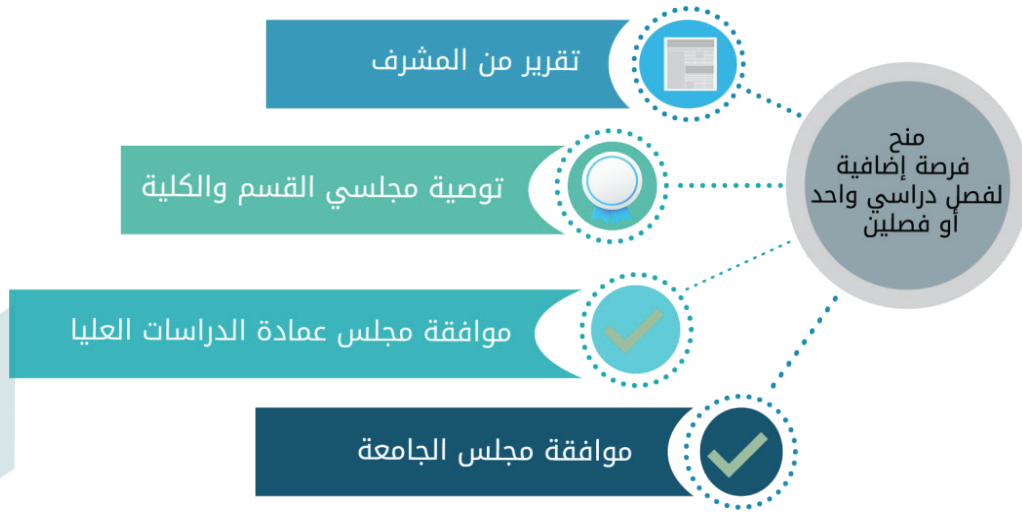 منح
فرصة إضافية
لفصل دراسي واحد
أو فصلين
تقرير من المشرف
توصية مجلسي القسم والكلية
موافقة مجلس عمادة الدراسات العليا
موافقة مجلس الجامعة